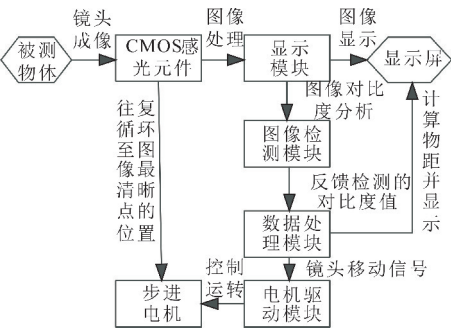 镜头
成像
图像
处理
图像
显示
被测
物体
CMOS感
光元件
显示
模块
显示屏
往复
循环
至图
像最
清晰
点的
位置
图像对比
度分析
图像检
测模块
计算物距并显示
反馈检测的
对比度值
数据处
理模块
控制
运转
镜头移动信号
步进
电机
电机驱
动模块